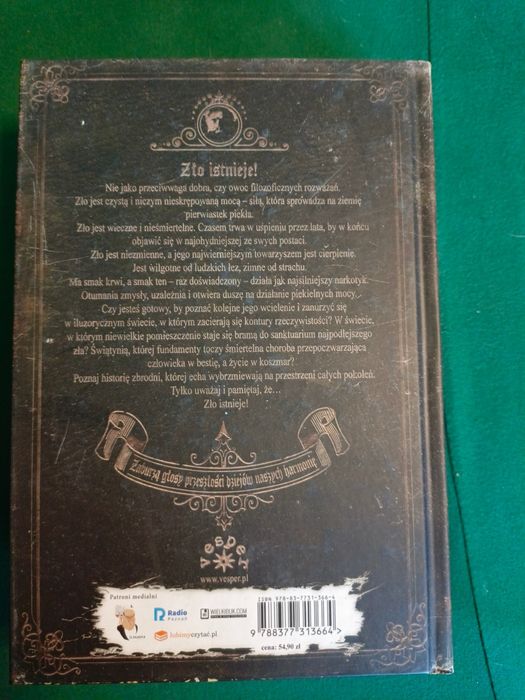 Zło istnieje!
Nie jako przeciwwaga dobra, czy owoc filozoficznych rozważań.
Zło jest czystą i niczym nieskrępowaną mocą – siłą, która sprowadza na ziemię
pierwiastek piekła.
Zło jest wieczne i nieśmiertelne. Czasem trwa w uśpieniu przez lata, by w końcu
objawić się w najohydniejszej ze swych postaci.
Zło jest niezmienne, a jego najwierniejszym towarzyszem jest cierpienie.
Jest wilgotne od ludzkich łez, zimne od strachu.
Ma smak krwi, a smak ten – raz doświadczony – działa jak najsilniejszy narkotyk.
Otumania zmysły, uzależnia i otwiera duszę na działanie piekielnych mocy.
Czy jesteś gotowy, by poznać kolejne jego wcielenie i zanurzyć się
w iluzorycznym świecie, w którym zacierają się kontury rzeczywistości? W świecie,
w którym niewielkie pomieszczenie staje się bramą do sanktuarium najpodlejszego
zła? Świątynią, której fundamenty toczy śmiertelna choroba przepoczwarzająca
człowieka w bestię, a życie w koszmar?
Poznaj historię zbrodni, której echa wybrzmiewają na przestrzeni całych pokoleń.
Tylko uważaj i pamiętaj, że...
Zło istnieje!
Zaburzą głosy przeszłości dziejów naszych harmonię
vesper
www.vesper.pl
Patroni medialni
Radio
Poznań
WIELKIBUK.COM
lubimyczytać.pl
ISBN 978-83-7731-366-4
9 788377 313664 >
cena: 54,90 zł